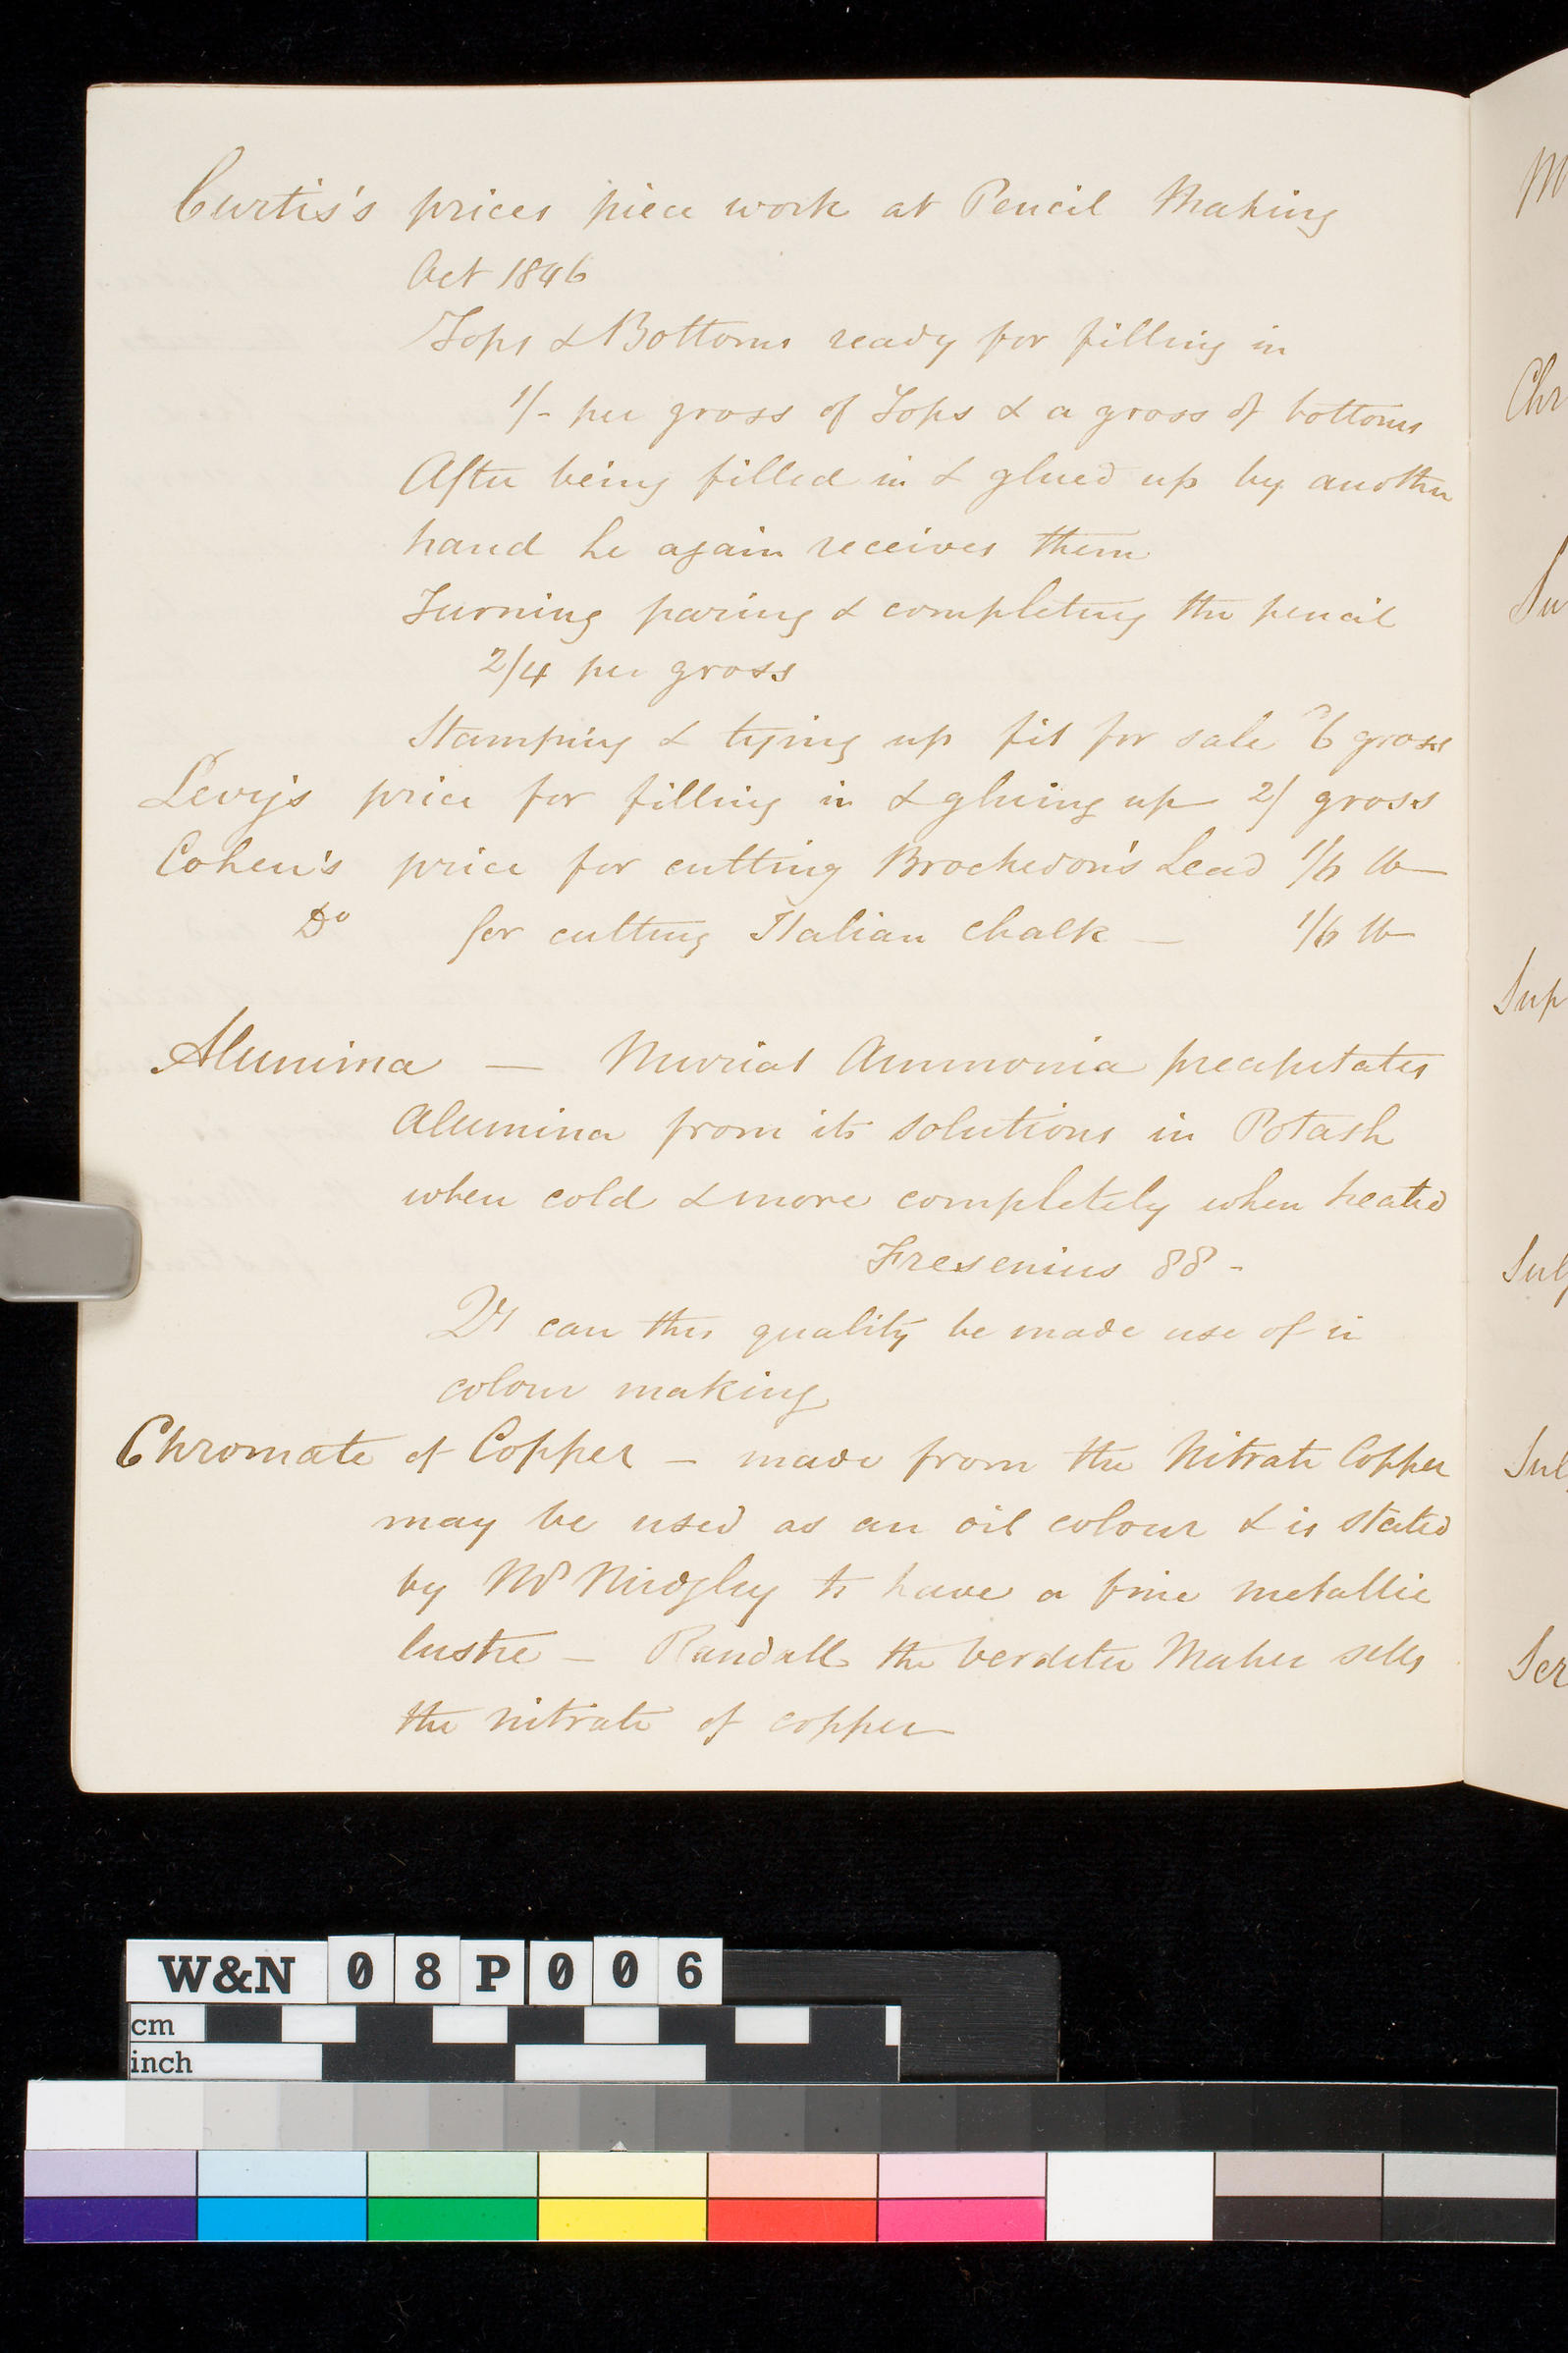 Curtis's prices piece work at Pencil Making
Oct 1846
Tops & Bottoms ready for filling in
1/- per gross of Tops & a gross of bottoms
After being filled in & glued up by another
hand he again receives them
Turning paring & completing the pencil
2/4 per gross
Stamping & tying up fit for sale 6 gross
Levy's price for filling in & gluing up 2/ gross
Cohen's price for cutting Brockedon's Lead 1/6 lb
Do for cutting Italian Chalk — 1/6 lb
Alumina — Muriat Ammonia precipitates
Alumina from its solutions in Potash
when cold & more completely when heated
Fresenius 88 -
Qy can this quality be made use of in
colour making
Chromate of Copper — made from the Nitrate Copper
may be used as an oil colour & is stated
by Mr Midgley to have a fine metallic
lustre — Randall the verditer Maker sells
the nitrate of copper
M
Chr
Su
Sup
Sul
Sul
Scr
W&N 08P006
cm
inch